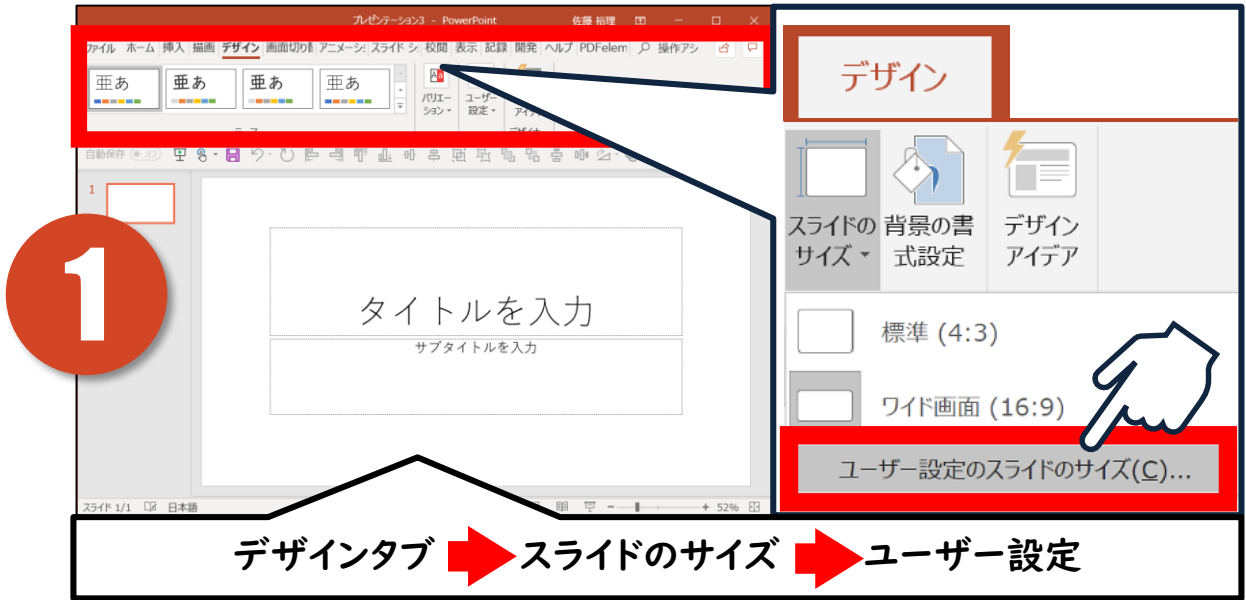 プレゼンテーション3 - PowerPoint
佐藤 裕理
ファイル ホーム 挿入 描画 デザイン 画面切り替 アニメーシ: スライド シ: 校閲 表示 記録 開発 ヘルプ PDFelem 操作アシ
亜あ 亜あ 亜あ 亜あ
バリエー
ション
ユーザー
設定
自動保存
1
タイトルを入力
サブタイトルを入力
スライド 1/1 日本語
52%
1
デザイン
スライドの
サイズ
背景の書
式設定
デザイン
アイデア
標準 (4:3)
ワイド画面 (16:9)
ユーザー設定のスライドのサイズ(C)...
デザインタブ スライドのサイズ ユーザー設定